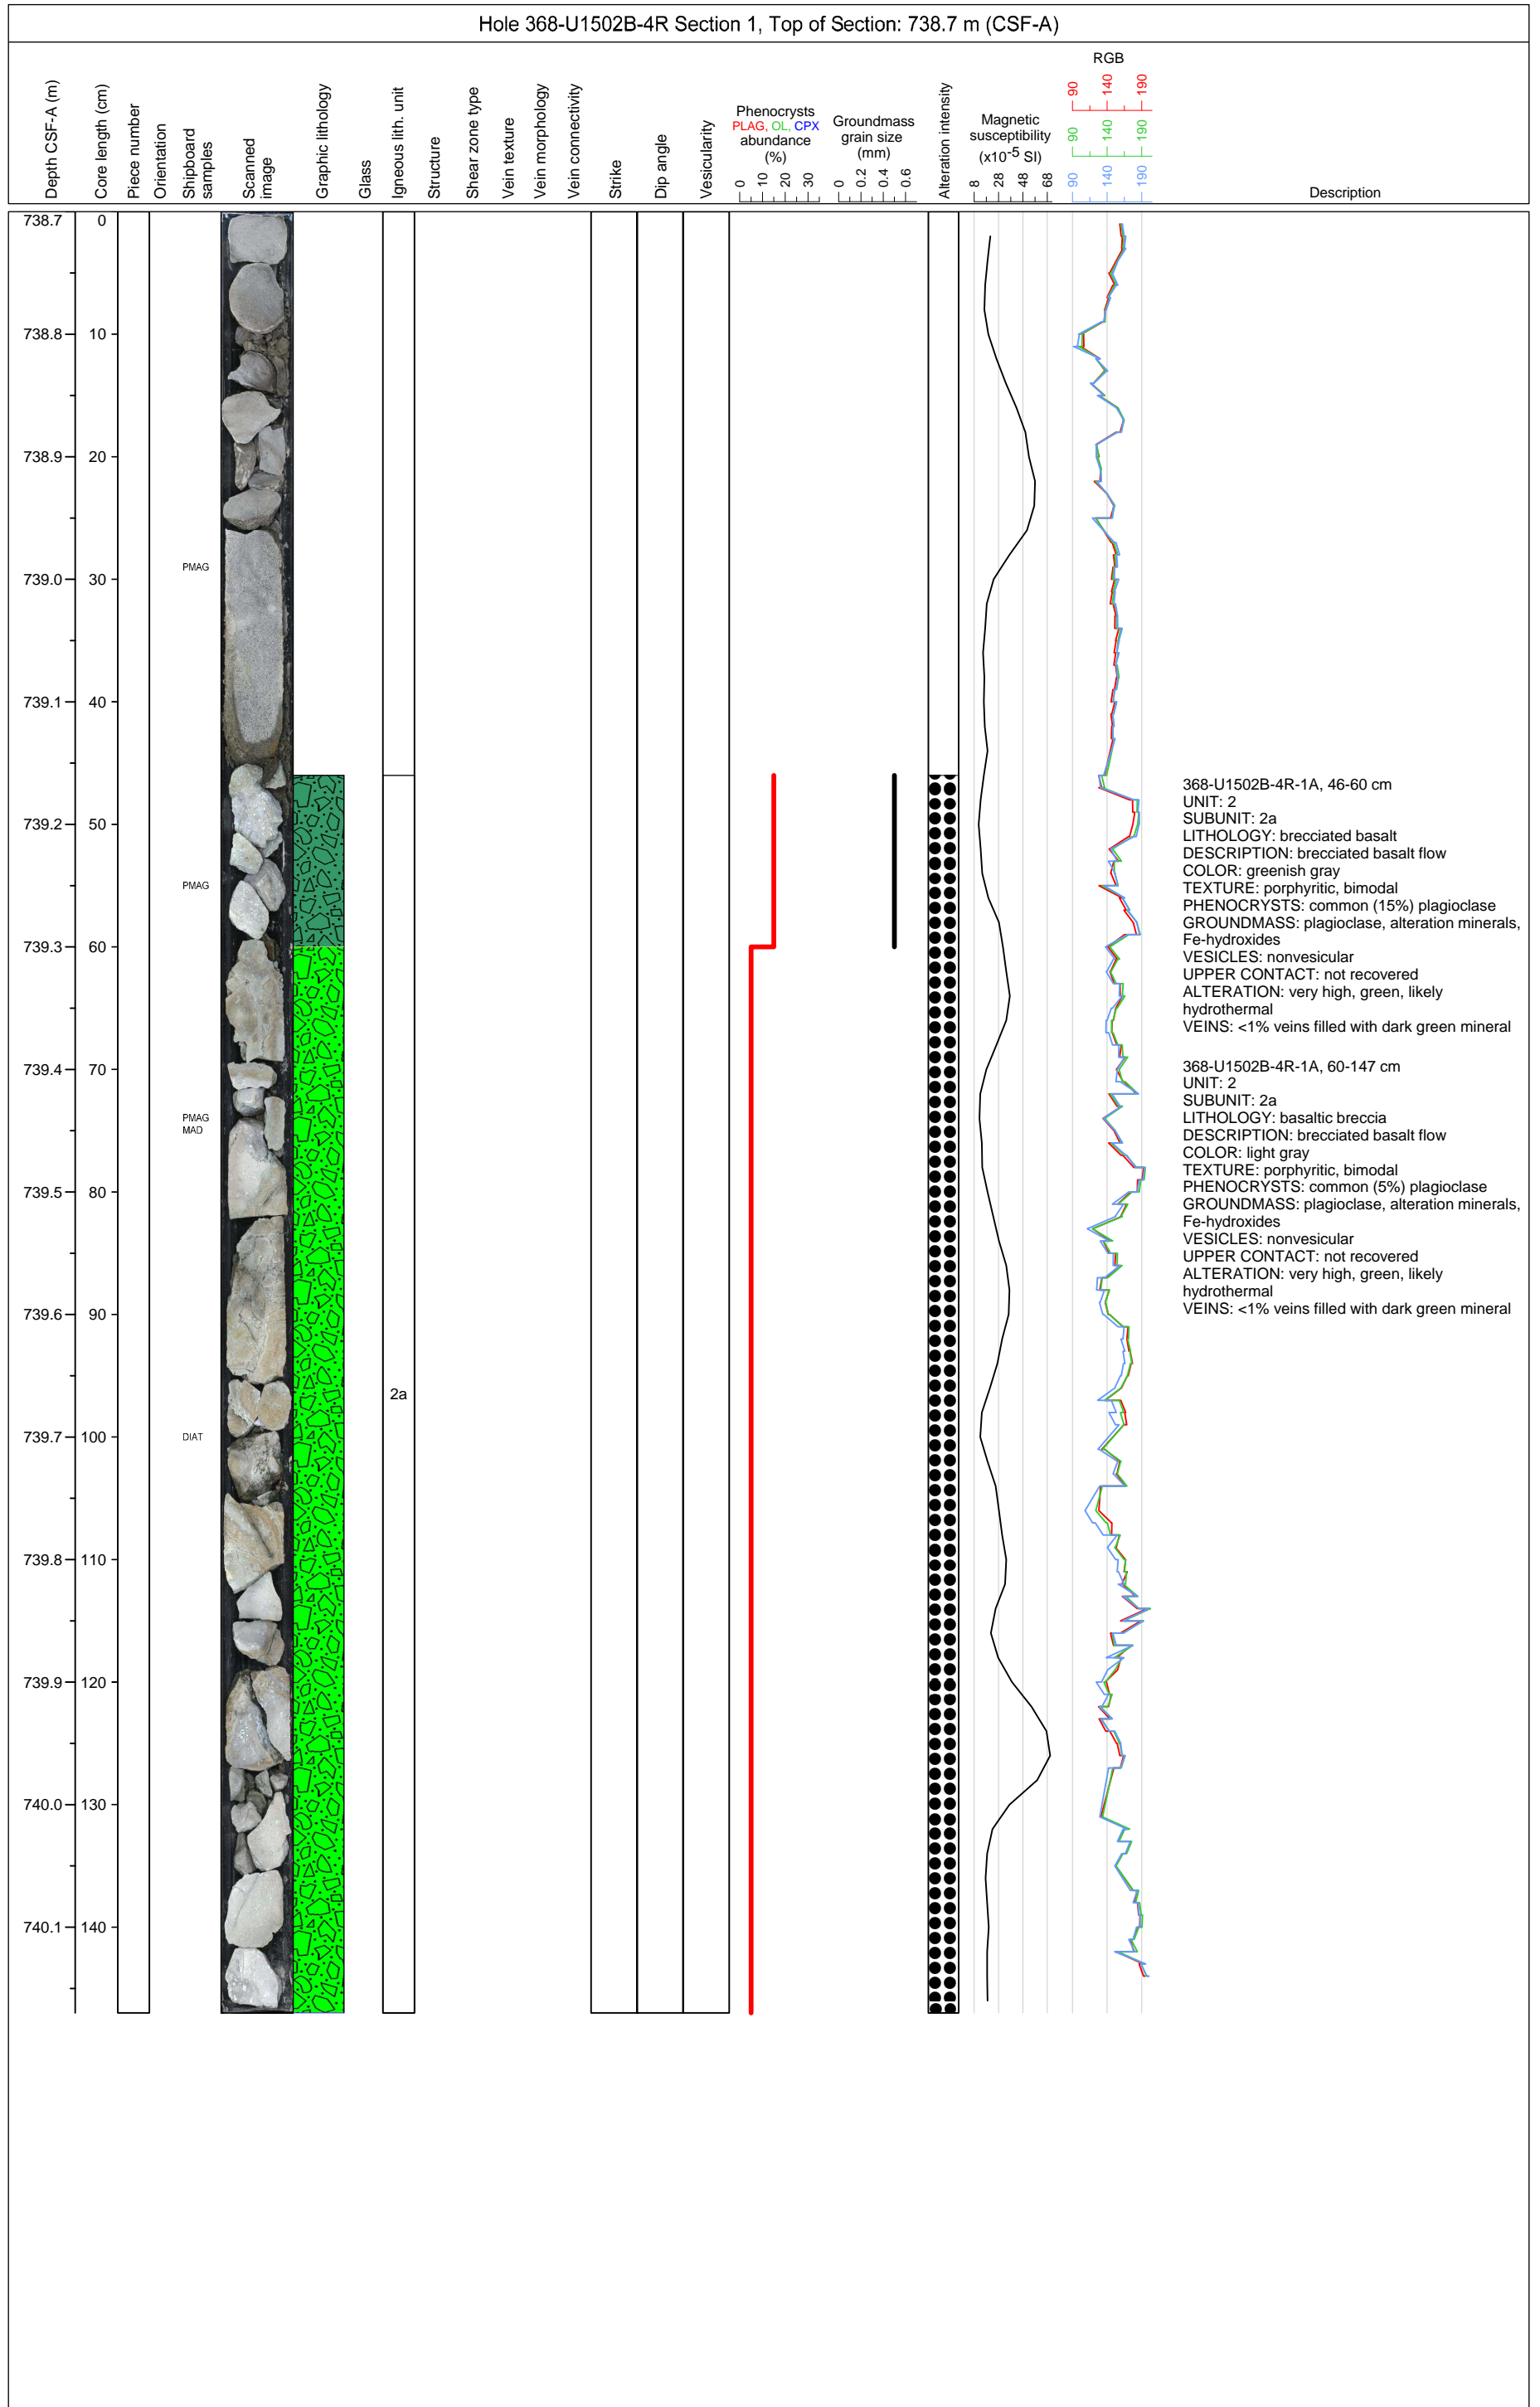 Hole 368-U1502B-4R Section 1, Top of Section: 738.7 m (CSF-A)
Depth CSF-A (m)
Core length (cm)
Piece number
Orientation
Shipboard
samples
Scanned
image
Graphic lithology
Glass
Igneous lith. unit
Structure
Shear zone type
Vein texture
Vein morphology
Vein connectivity
Strike
Dip angle
Vesicularity
Phenocrysts
PLAG, OL, CPX
abundance
(%)
0 10 20 30
Groundmass
grain size
(mm)
0 0.2 0.4 0.6
Alteration intensity
Magnetic
susceptibility
(x10-5 SI)
8 28 48 68
RGB
90 140 190
90 140 190
90 140 190
Description
738.7 0
738.8 10
738.9 20
739.0 30
739.1 40
739.2 50
739.3 60
739.4 70
739.5 80
739.6 90
739.7 100
739.8 110
739.9 120
740.0 130
740.1 140
PMAG
PMAG
PMAG
MAD
DIAT
2a
368-U1502B-4R-1A, 46-60 cm
UNIT: 2
SUBUNIT: 2a
LITHOLOGY: brecciated basalt
DESCRIPTION: brecciated basalt flow
COLOR: greenish gray
TEXTURE: porphyritic, bimodal
PHENOCRYSTS: common (15%) plagioclase
GROUNDMASS: plagioclase, alteration minerals,
Fe-hydroxides
VESICLES: nonvesicular
UPPER CONTACT: not recovered
ALTERATION: very high, green, likely
hydrothermal
VEINS: <1% veins filled with dark green mineral
368-U1502B-4R-1A, 60-147 cm
UNIT: 2
SUBUNIT: 2a
LITHOLOGY: basaltic breccia
DESCRIPTION: brecciated basalt flow
COLOR: light gray
TEXTURE: porphyritic, bimodal
PHENOCRYSTS: common (5%) plagioclase
GROUNDMASS: plagioclase, alteration minerals,
Fe-hydroxides
VESICLES: nonvesicular
UPPER CONTACT: not recovered
ALTERATION: very high, green, likely
hydrothermal
VEINS: <1% veins filled with dark green mineral